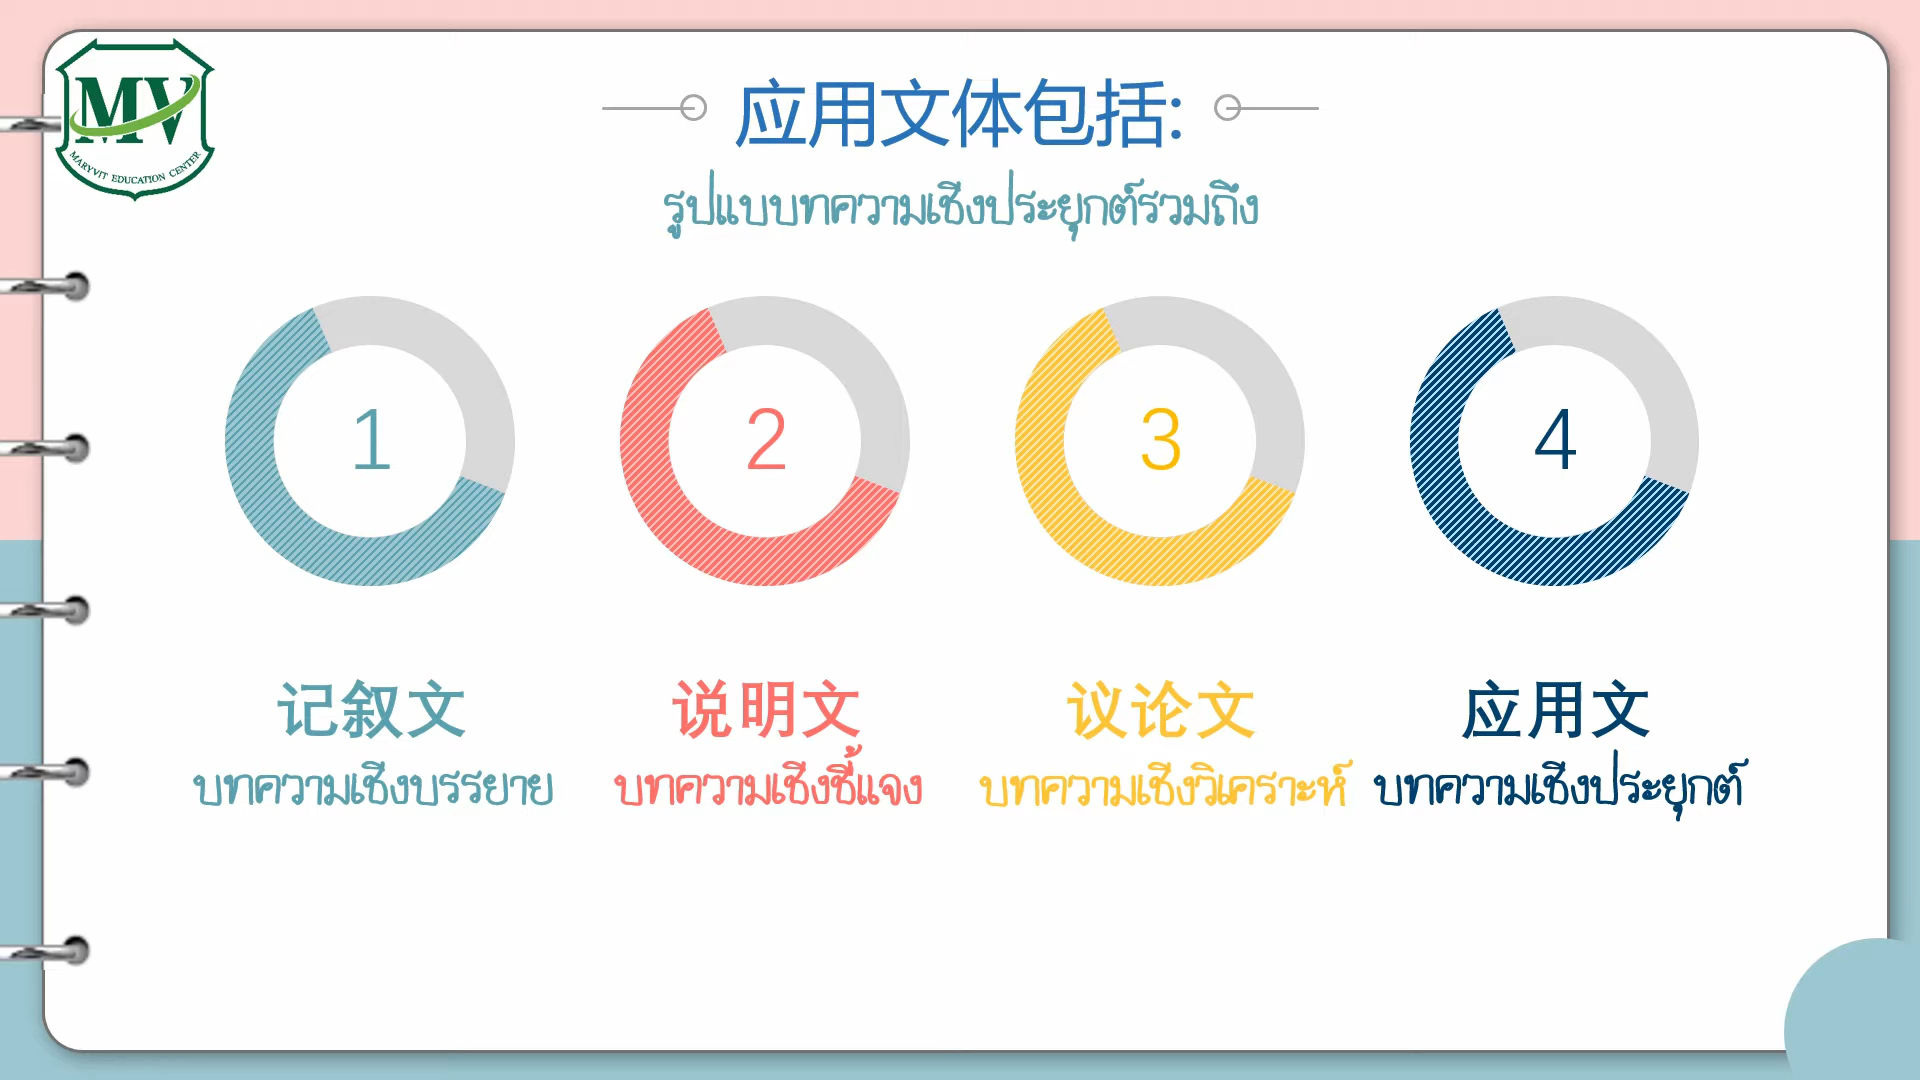 MV
MARYVIT EDUCATION CENTER
应用文体包括:
รูปแบบบทความเชิงประยุกต์รวมถึง
1
2
3
4
记叙文
说明文
议论文
应用文
บทความเชิงบรรยาย
บทความเชิงชี้แจง
บทความเชิงวิเคราะห์
บทความเชิงประยุกต์